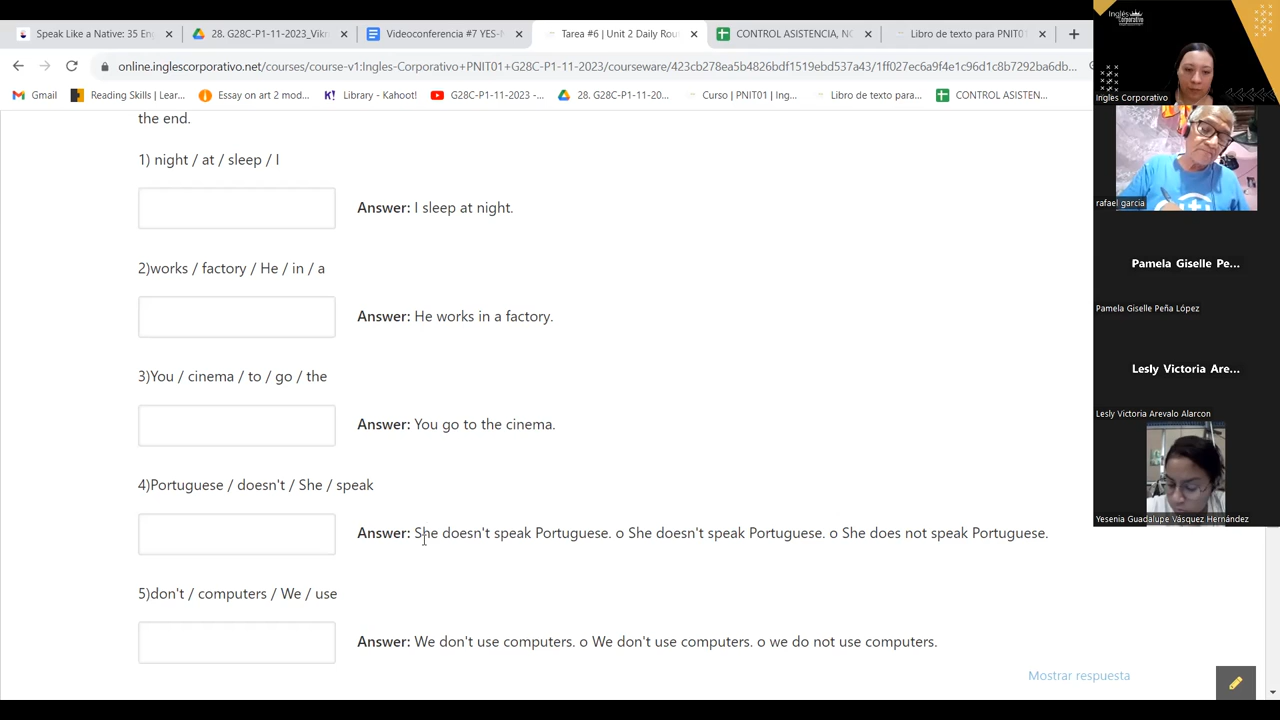 Speak Like a Native: 35 En
28. G28C-P1-11-2023_Vikn
Videoconferencia #7 YES-N
Tarea #6 | Unit 2 Daily Rou
CONTROL ASISTENCIA, NO
Libro de texto para PNIT01
online.inglescorporativo.net/courses/course-v1:Ingles-Corporativo+PNIT01+G28C-P1-11-2023/courseware/423cb278ea5b4826bdf1519ebd537a43/1ff027ec6a9f4e1c96d1c8b7292ba6db...
Gmail
Reading Skills | Lear...
Essay on art 2 mod...
Library - Kano...
G28C-P1-11-2023 -...
28. G28C-P1-11-20...
Curso | PNIT01 | Ing...
Libro de texto para...
CONTROL ASISTEN...
the end.
1) night / at / sleep / I
Answer: I sleep at night.
2)works / factory / He / in / a
Answer: He works in a factory.
3)You / cinema / to / go / the
Answer: You go to the cinema.
4)Portuguese / doesn't / She / speak
Answer: She doesn't speak Portuguese. o She doesn't speak Portuguese. o She does not speak Portuguese.
5)don't / computers / We / use
Answer: We don't use computers. o We don't use computers. o we do not use computers.
Mostrar respuesta
Inglés
Corporativo
Ingles Corporativo
rafael garcia
Pamela Giselle Pe...
Pamela Giselle Peña López
Lesly Victoria Are...
Lesly Victoria Arevalo Alarcon
Yesenia Guadalupe Vásquez Hernández